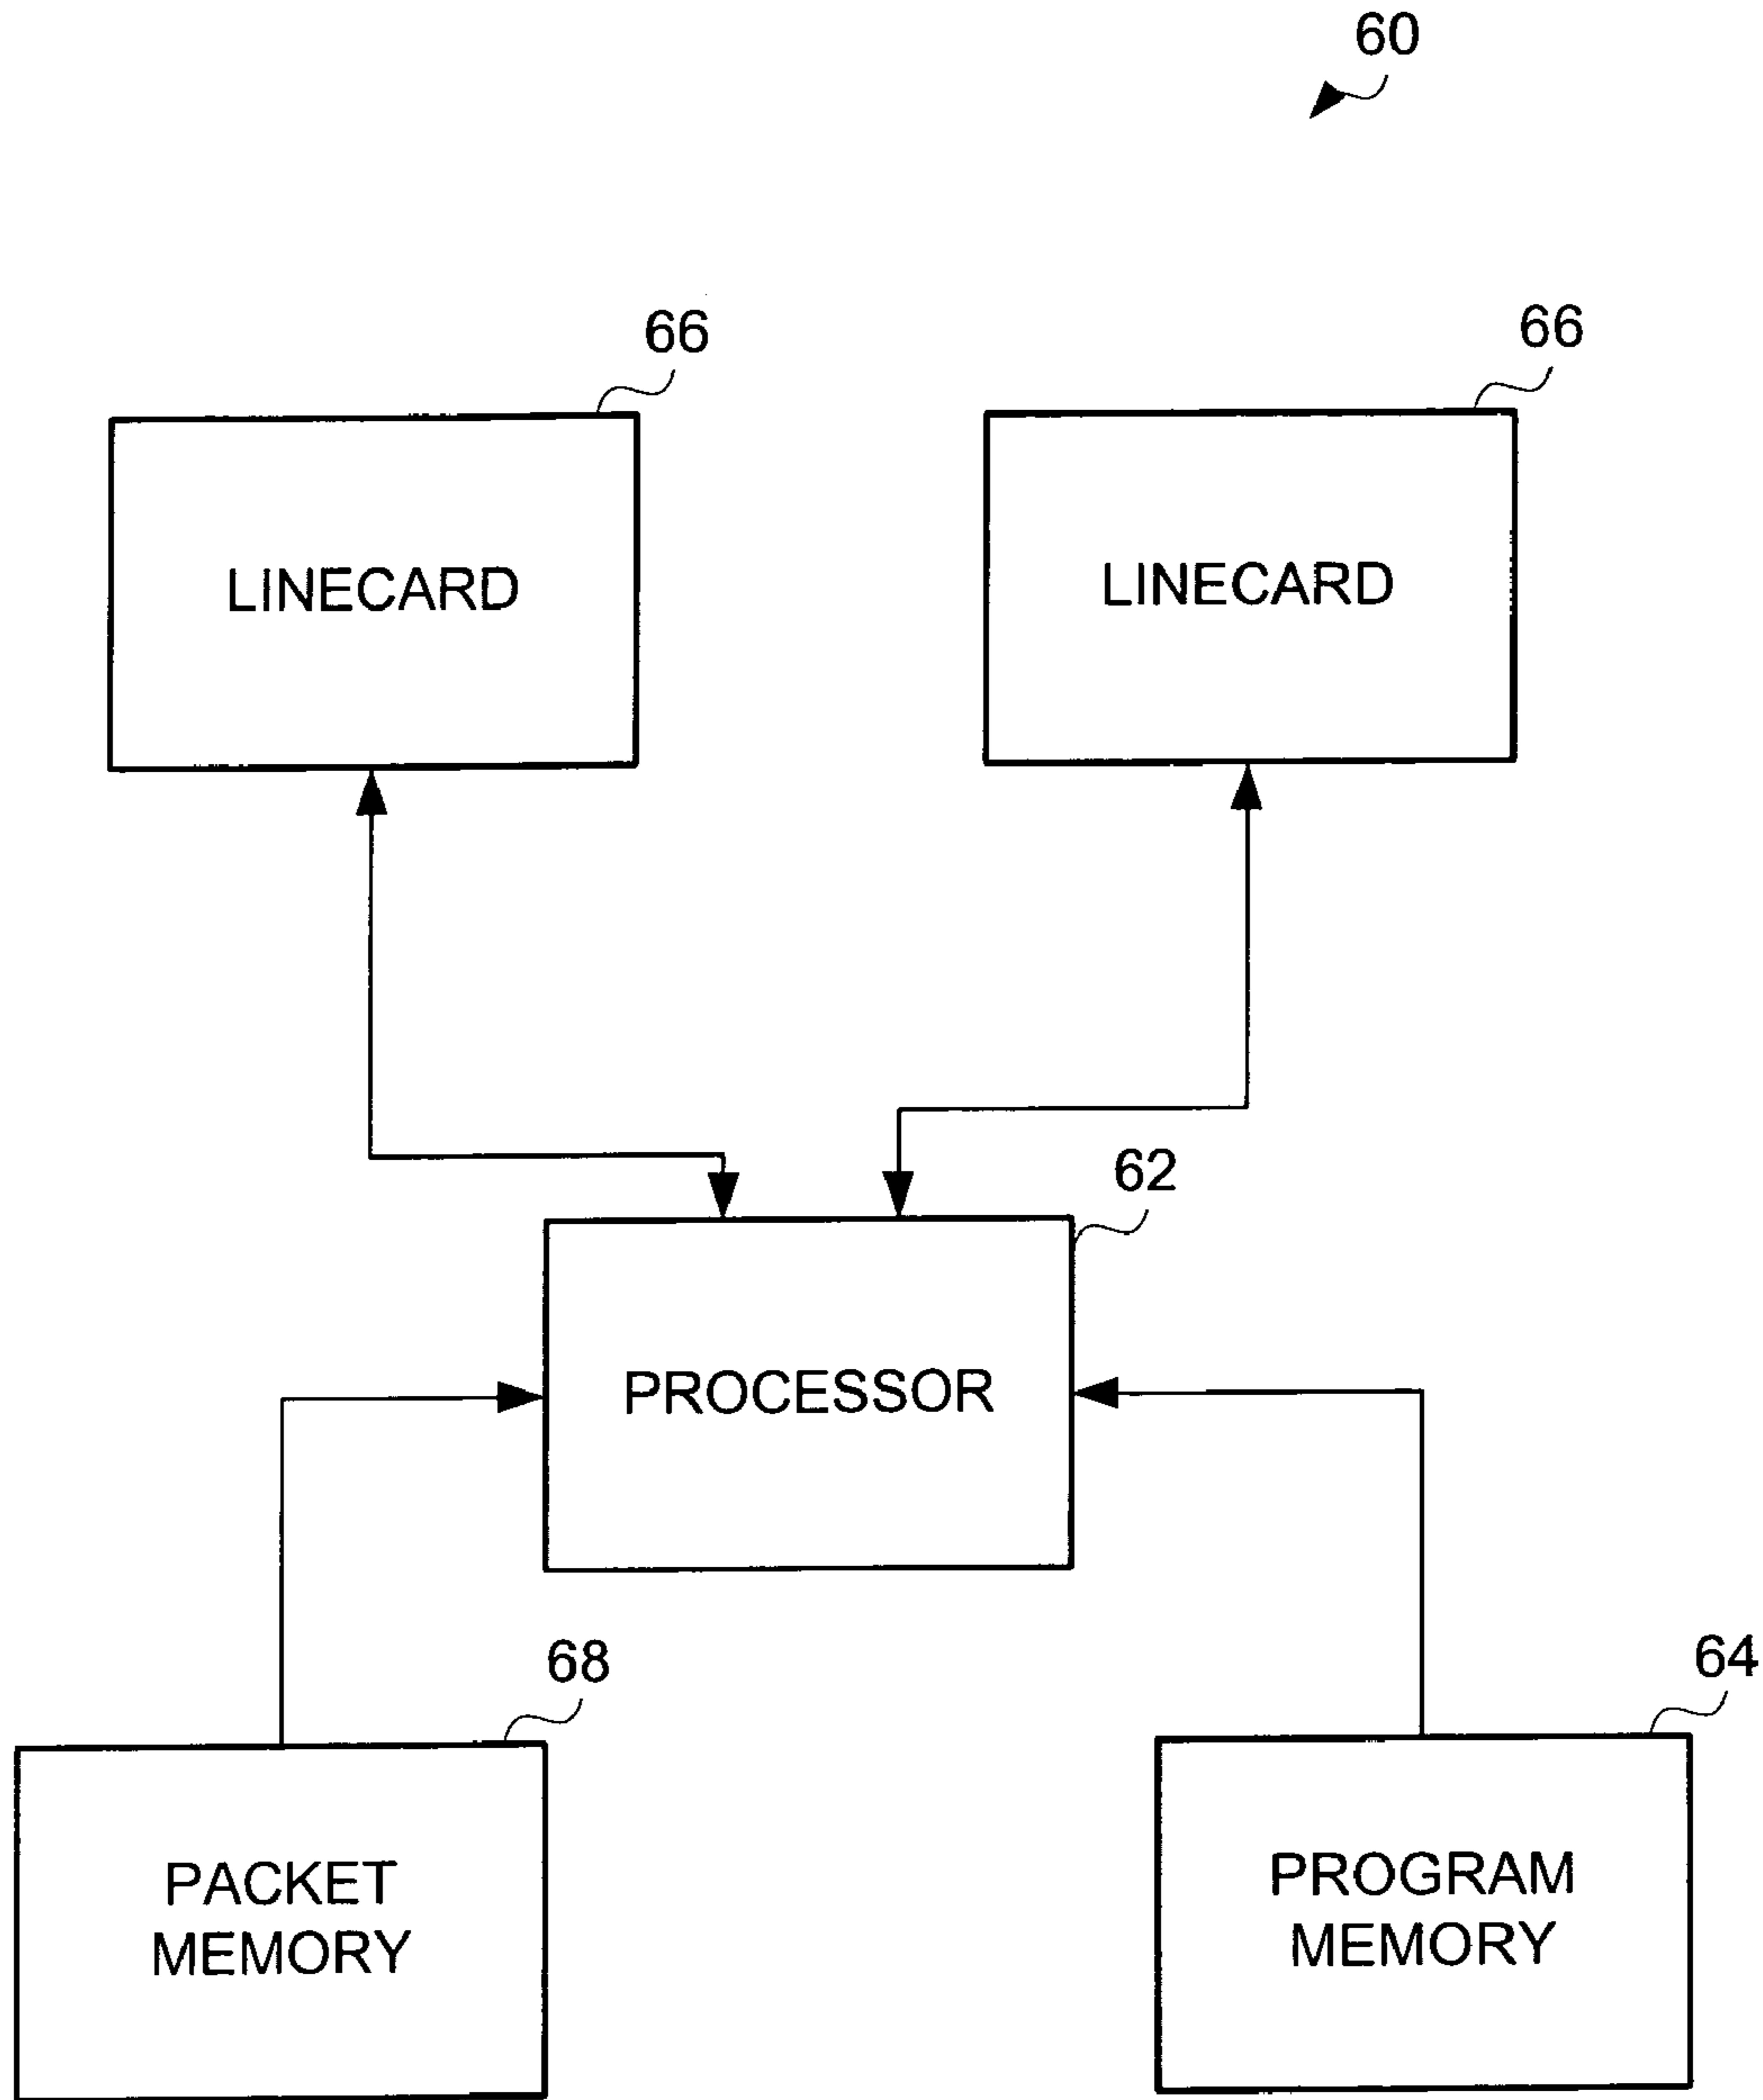 60
66
66
LINECARD
LINECARD
62
PROCESSOR
68
64
PACKET
MEMORY
PROGRAM
MEMORY